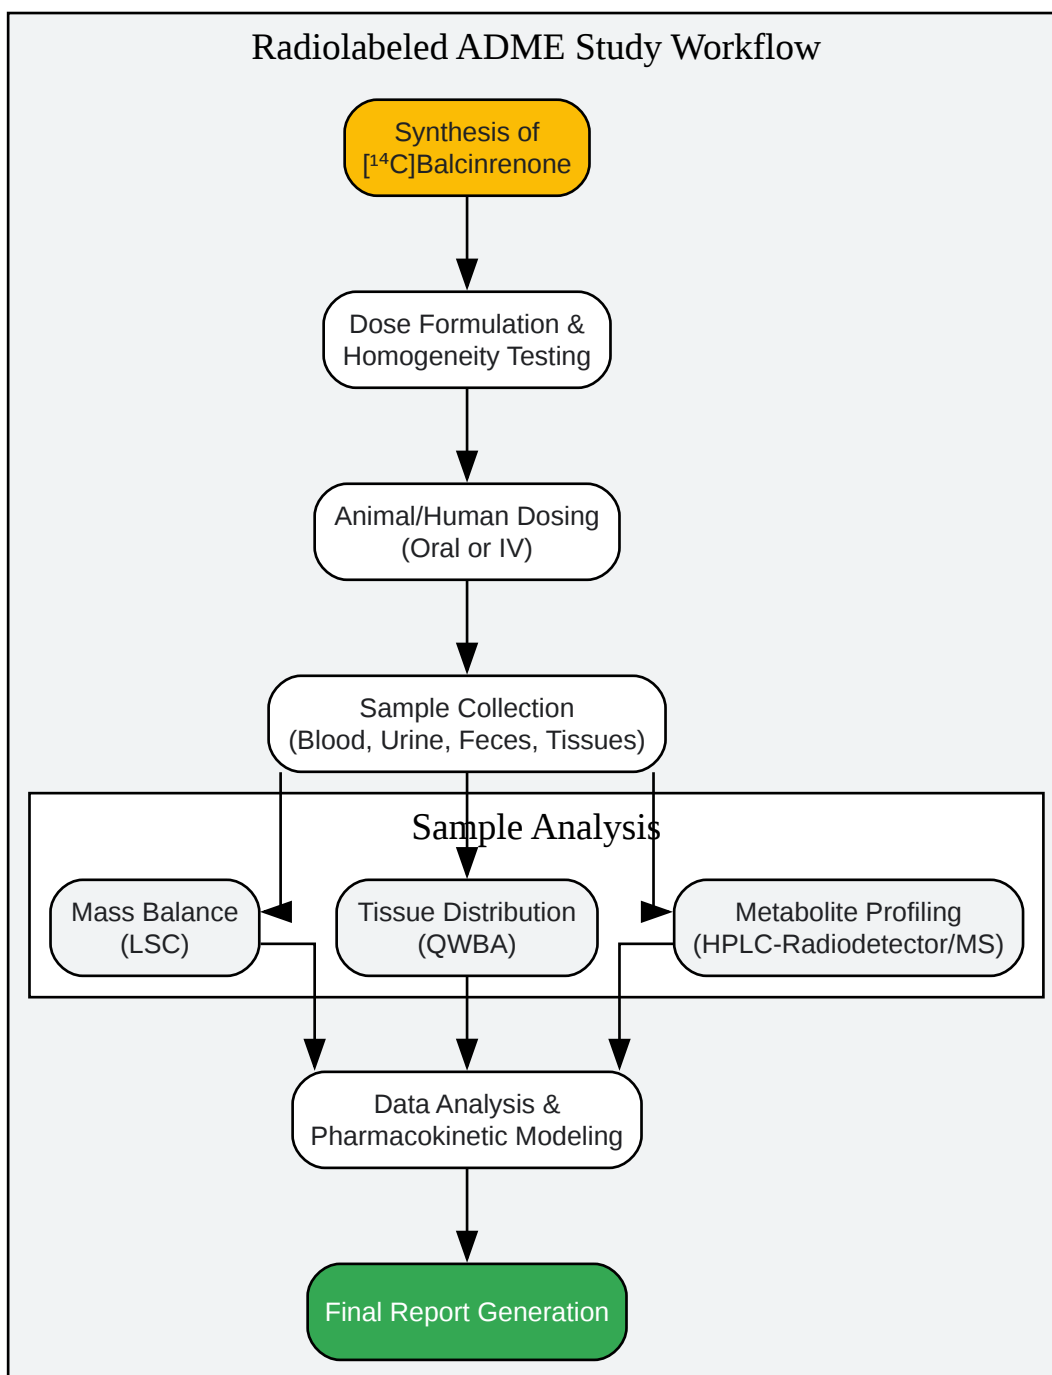 Radiolabeled ADME Study Workflow
Synthesis of
[¹⁴C]Balcinrenone
Dose Formulation &
Homogeneity Testing
Animal/Human Dosing
(Oral or IV)
Sample Collection
(Blood, Urine, Feces, Tissues)
Sample Analysis
Mass Balance
(LSC)
Tissue Distribution
(QWBA)
Metabolite Profiling
(HPLC-Radiodetector/MS)
Data Analysis &
Pharmacokinetic Modeling
Final Report Generation